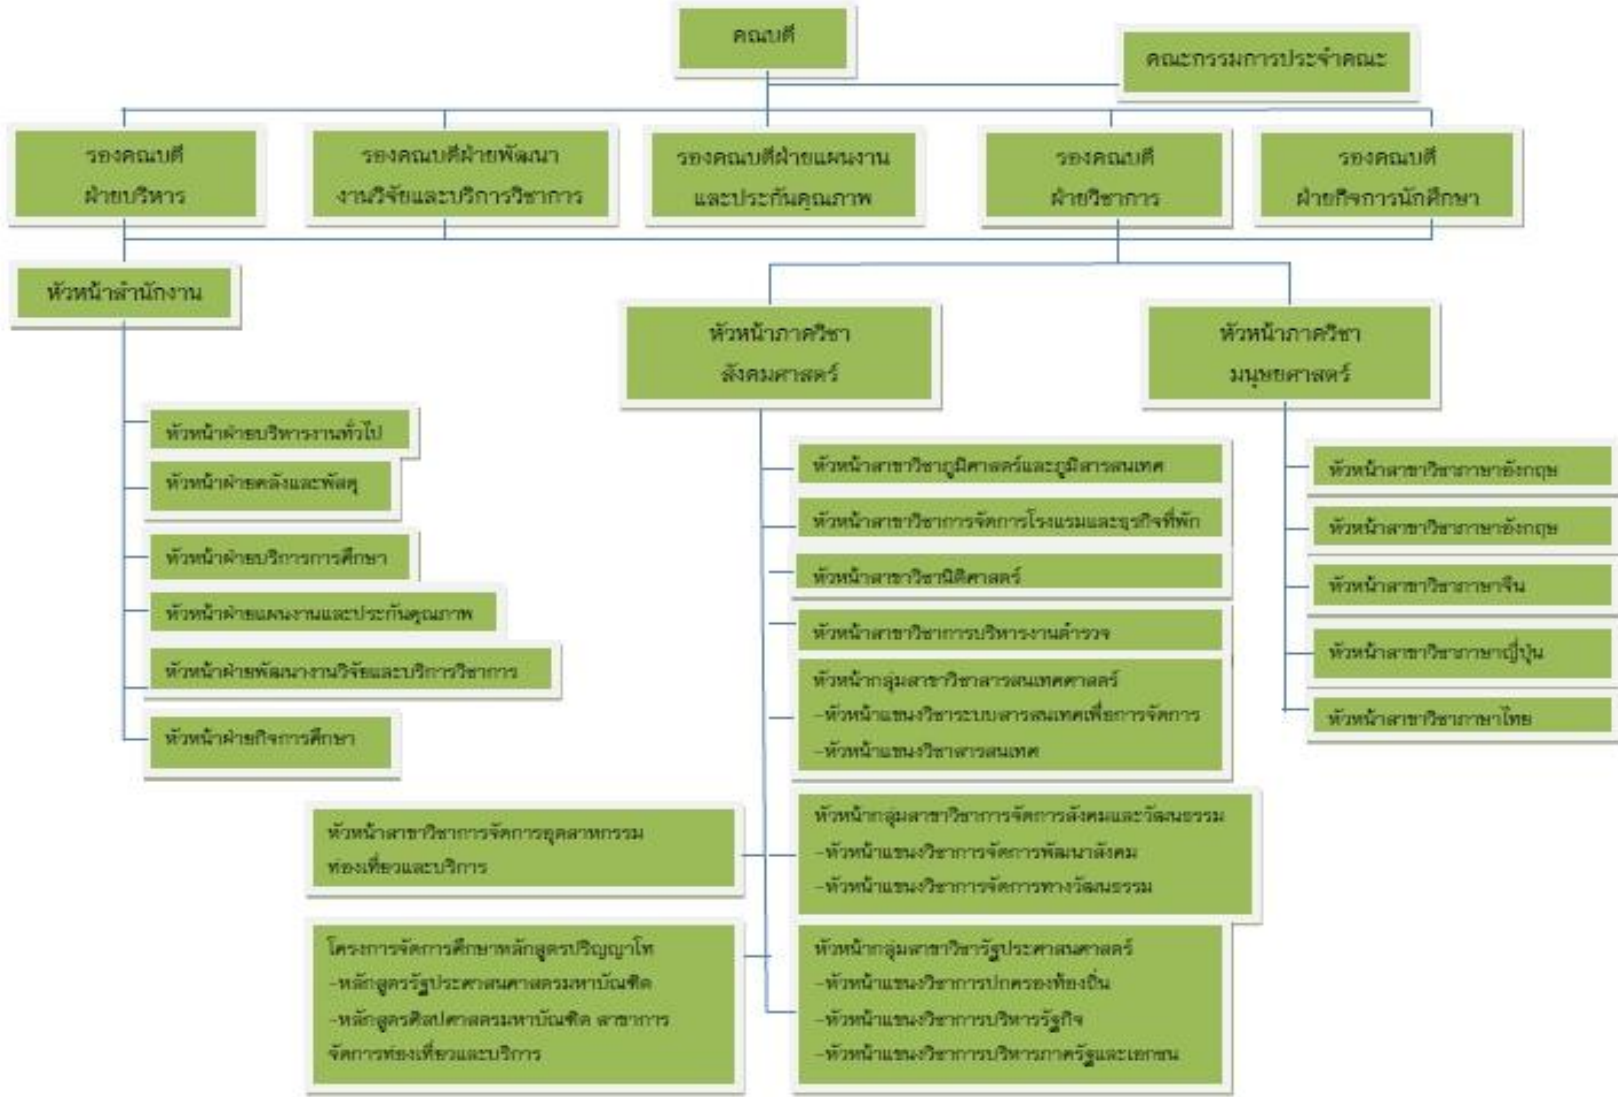 คณบดี
คณะกรรมการประจำคณะ
รองคณบดี
ฝ่ายบริหาร
รองคณบดีฝ่ายพัฒนา
งานวิจัยและบริการวิชาการ
รองคณบดีฝ่ายแผนงาน
และประกันคุณภาพ
รองคณบดี
ฝ่ายวิชาการ
รองคณบดี
ฝ่ายกิจการนักศึกษา
หัวหน้าสำนักงาน
หัวหน้าภาควิชา
สังคมศาสตร์
หัวหน้าภาควิชา
มนุษยศาสตร์
หัวหน้าฝ่ายบริหารงานทั่วไป
หัวหน้าฝ่ายคลังและพัสดุ
หัวหน้าฝ่ายบริการการศึกษา
หัวหน้าฝ่ายแผนงานและประกันคุณภาพ
หัวหน้าฝ่ายพัฒนางานวิจัยและบริการวิชาการ
หัวหน้าฝ่ายกิจการศึกษา
หัวหน้าสาขาวิชาภูมิศาสตร์และภูมิสารสนเทศ
หัวหน้าสาขาวิชาการจัดการโรงแรมและธุรกิจที่พัก
หัวหน้าสาขาวิชานิติศาสตร์
หัวหน้าสาขาวิชาการบริหารงานตำรวจ
หัวหน้ากลุ่มสาขาวิชาสารสนเทศศาสตร์
-หัวหน้าแขนงวิชาระบบสารสนเทศเพื่อการจัดการ
-หัวหน้าแขนงวิชาสารสนเทศ
หัวหน้าสาขาวิชาการจัดการอุตสาหกรรม
ท่องเที่ยวและบริการ
หัวหน้ากลุ่มสาขาวิชาการจัดการสังคมและวัฒนธรรม
-หัวหน้าแขนงวิชาการจัดการพัฒนาสังคม
-หัวหน้าแขนงวิชาการจัดการทางวัฒนธรรม
โครงการจัดการศึกษาหลักสูตรปริญญาโท
-หลักสูตรรัฐประศาสนศาสตรมหาบัณฑิต
-หลักสูตรศิลปศาสตรมหาบัณฑิต สาขาการ
จัดการท่องเที่ยวและบริการ
หัวหน้ากลุ่มสาขาวิชารัฐประศาสนศาสตร์
-หัวหน้าแขนงวิชาการปกครองท้องถิ่น
-หัวหน้าแขนงวิชาการบริหารรัฐกิจ
-หัวหน้าแขนงวิชาการบริหารภาครัฐและเอกชน
หัวหน้าสาขาวิชาภาษาอังกฤษ
หัวหน้าสาขาวิชาภาษาอังกฤษ
หัวหน้าสาขาวิชาภาษาจีน
หัวหน้าสาขาวิชาภาษาญี่ปุ่น
หัวหน้าสาขาวิชาภาษาไทย